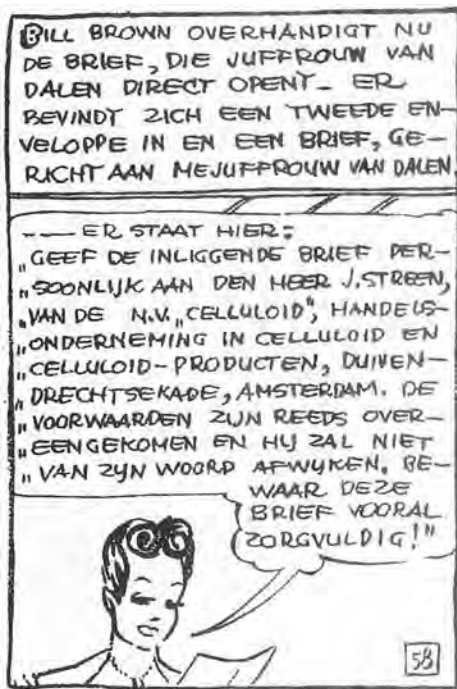 BILL BROWN OVERHANDIGT NU
DE BRIEF, DIE JUFFROUW VAN
DALEN DIRECT OPENT_ ER
BEVINDT ZICH EEN TWEEDE EN-
VELOPPE IN EN EEN BRIEF, GE-
RICHT AAN MEJUFFROUW VAN DALEN.
--- ER STAAT HIER:
"GEEF DE INLIGGENDE BRIEF PER-
"SOONLIJK AAN DEN HEER J. STREEN,
"VAN DE N.V. "CELLULOID", HANDELS-
"ONDERNEMING IN CELLULOID EN
"CELLULOID-PRODUCTEN, DUIVEN-
"DRECHTSEKADE, AMSTERDAM. DE
"VOORWAARDEN ZIJN REEDS OVER-
"EENGEKOMEN EN HIJ ZAL NIET
"VAN ZIJN WOORD AFWIJKEN. BE-
WAAR DEZE
BRIEF VOORAL
ZORGVULDIG!"
58